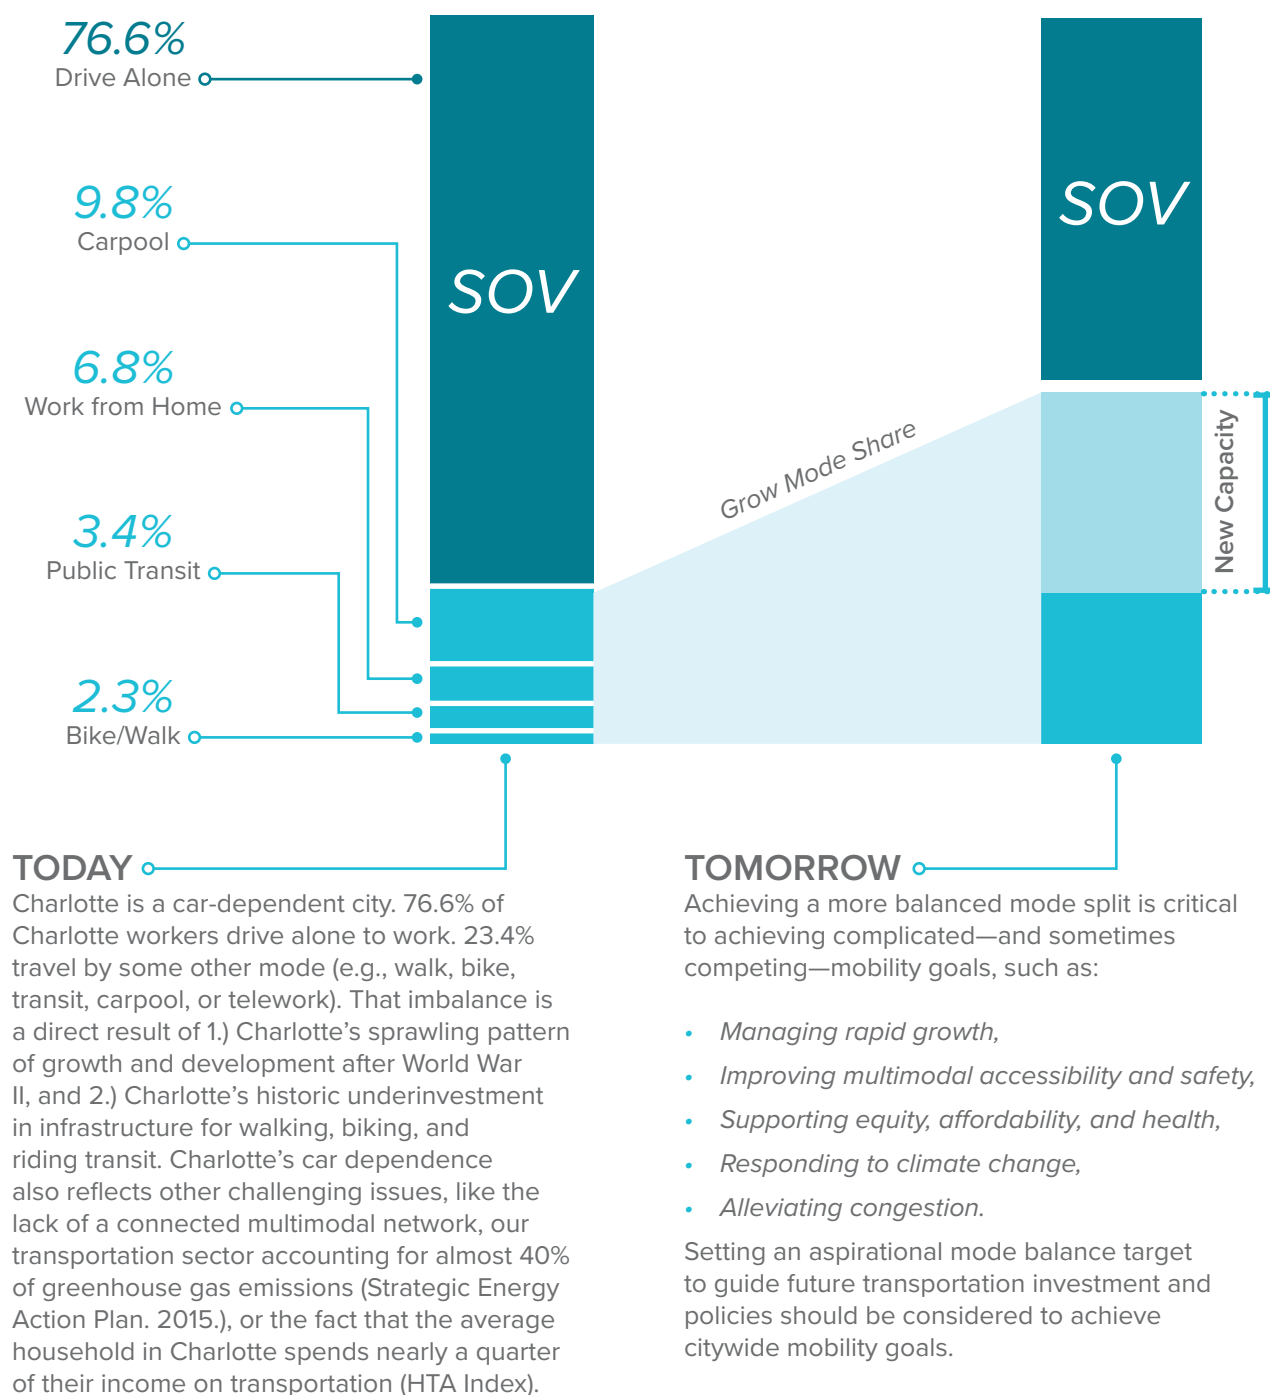 76.6%
Drive Alone
9.8%
Carpool
6.8%
Work from Home
3.4%
Public Transit
2.3%
Bike/Walk
SOV
Grow Mode Share
SOV
New Capacity
TODAY
Charlotte is a car-dependent city. 76.6% of
Charlotte workers drive alone to work. 23.4%
travel by some other mode (e.g., walk, bike,
transit, carpool, or telework). That imbalance is
a direct result of 1.) Charlotte’s sprawling pattern
of growth and development after World War
II, and 2.) Charlotte’s historic underinvestment
in infrastructure for walking, biking, and
riding transit. Charlotte’s car dependence
also reflects other challenging issues, like the
lack of a connected multimodal network, our
transportation sector accounting for almost 40%
of greenhouse gas emissions (Strategic Energy
Action Plan. 2015.), or the fact that the average
household in Charlotte spends nearly a quarter
of their income on transportation (HTA Index).
TOMORROW
Achieving a more balanced mode split is critical
to achieving complicated—and sometimes
competing—mobility goals, such as:
• Managing rapid growth,
• Improving multimodal accessibility and safety,
• Supporting equity, affordability, and health,
• Responding to climate change,
• Alleviating congestion.
Setting an aspirational mode balance target
to guide future transportation investment and
policies should be considered to achieve
citywide mobility goals.